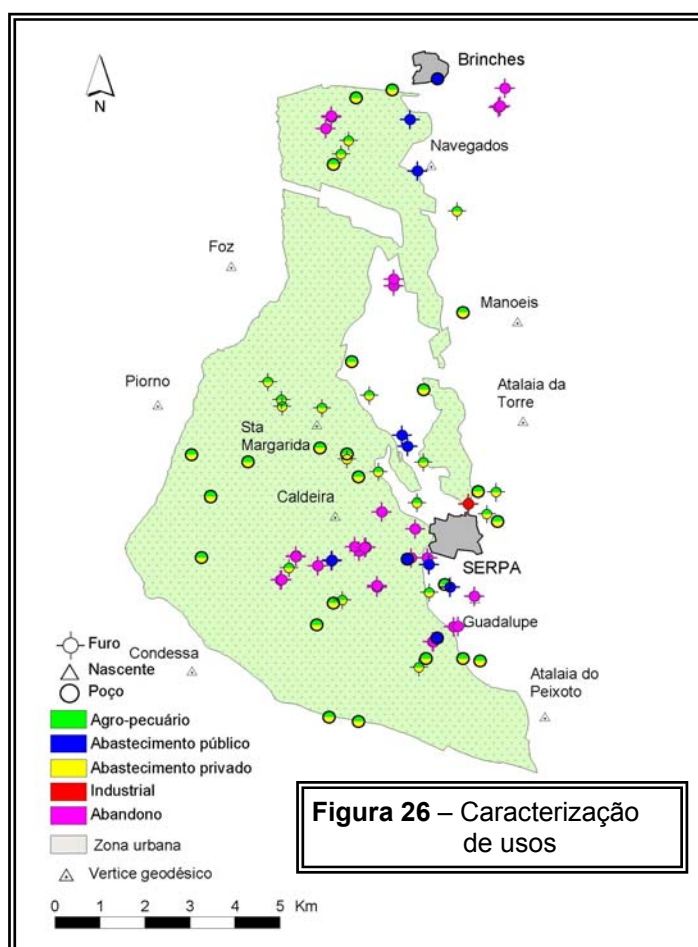 Brinches
N
Navegados
Foz
Manoeis
Piorno
Atalaia da
Torre
Sta
Margarida
Caldeira
SERPA
Furo
Nascente
Poço
Guadalupe
Condessa
Atalaia do
Peixoto
Agro-pecuário
Abastecimento público
Abastecimento privado
Industrial
Abandono
Zona urbana
Vertice geodésico
0 1 2 3 4 5 Km
Figura 26 – Caracterização
de usos